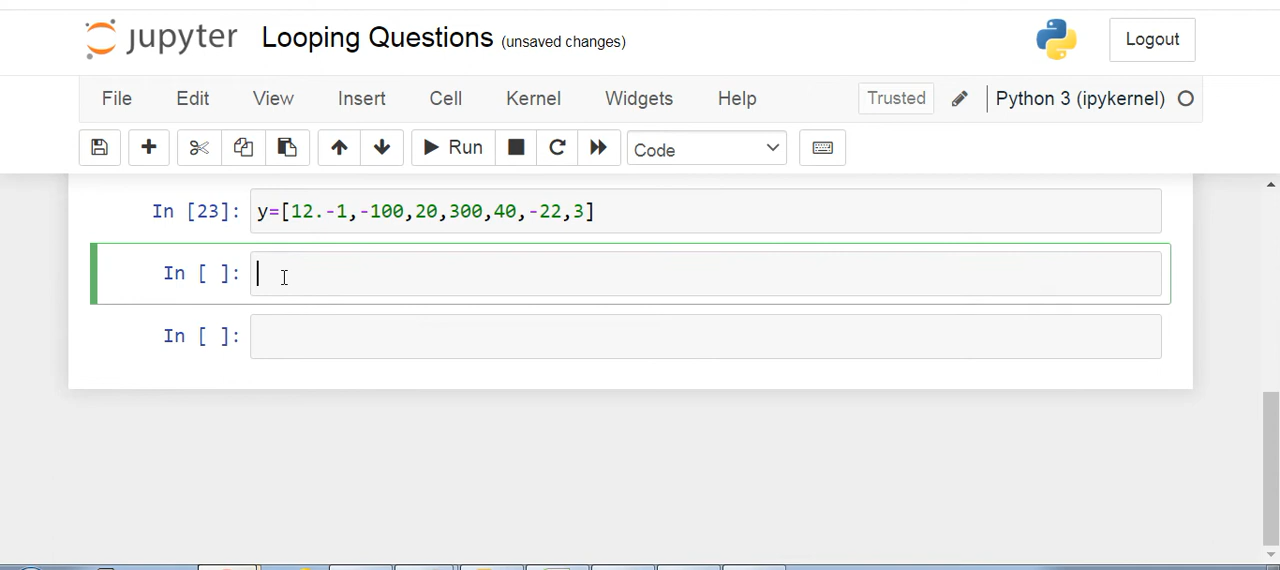 jupyter Looping Questions (unsaved changes) Logout
File Edit View Insert Cell Kernel Widgets Help Trusted Python 3 (ipykernel)
Run Code
In [23]: y=[12.-1,-100,20,300,40,-22,3]
In [ ]:
In [ ]: